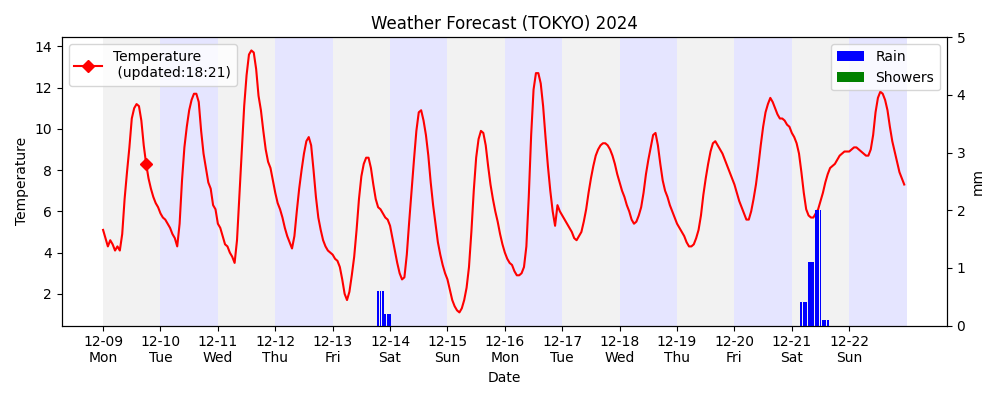 Weather Forecast (TOKYO) 2024
Temperature
(updated:18:21)
Rain
Showers
14
12
10
8
6
4
2
Temperature
5
4
3
2
1
0
mm
12-09 12-10 12-11 12-12 12-13 12-14 12-15 12-16 12-17 12-18 12-19 12-20 12-21 12-22
Mon Tue Wed Thu Fri Sat Sun Mon Tue Wed Thu Fri Sat Sun
Date